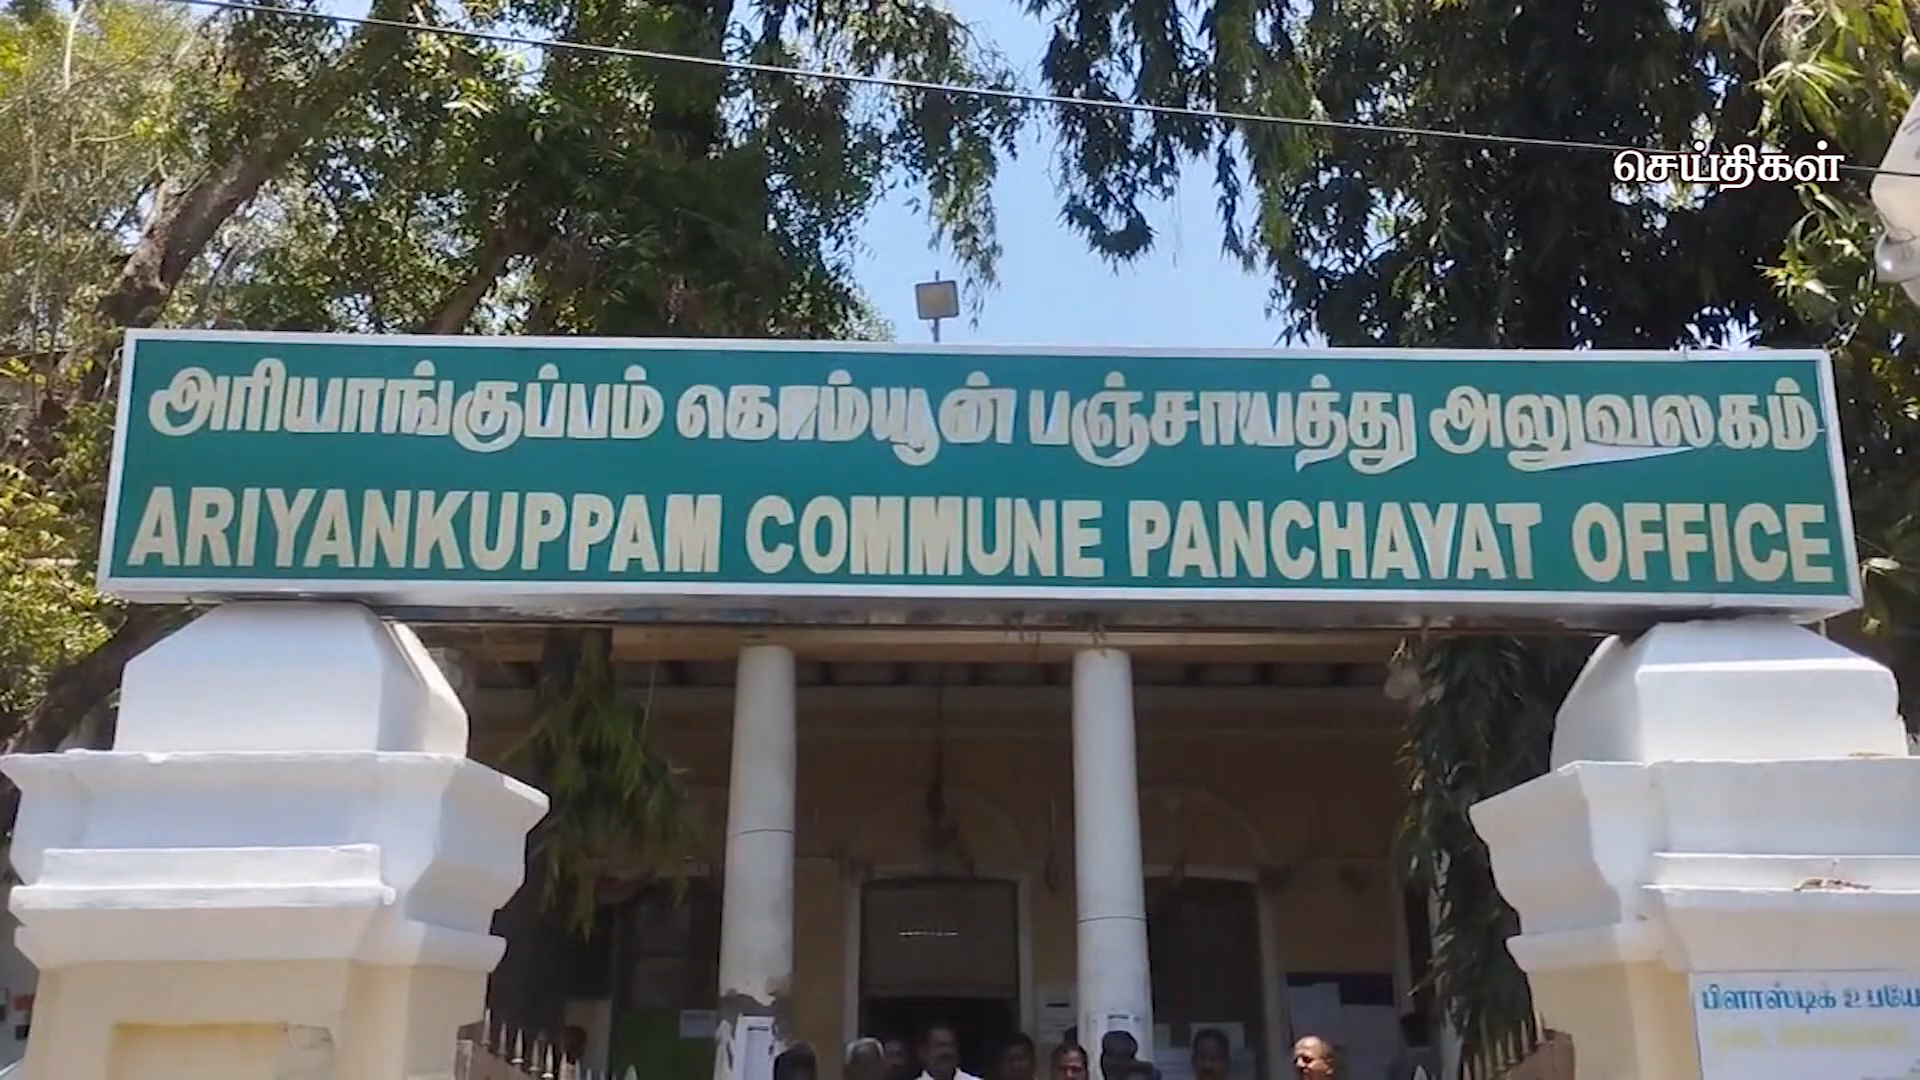 செய்திகள்
அரியாங்குப்பம் கொம்யூன் பஞ்சாயத்து அலுவலகம்
ARIYANKUPPAM COMMUNE PANCHAYAT OFFICE
பிளாஸ்டிக்